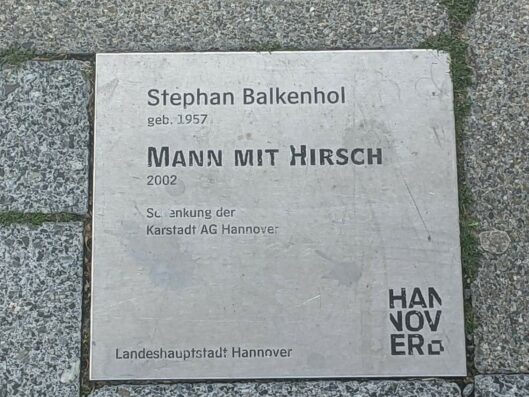 Stephan Balkenhol
geb. 1957
MANN MIT HIRSCH
2002
Schenkung der
Karstadt AG Hannover
HAN
NOV
ER
Landeshauptstadt Hannover